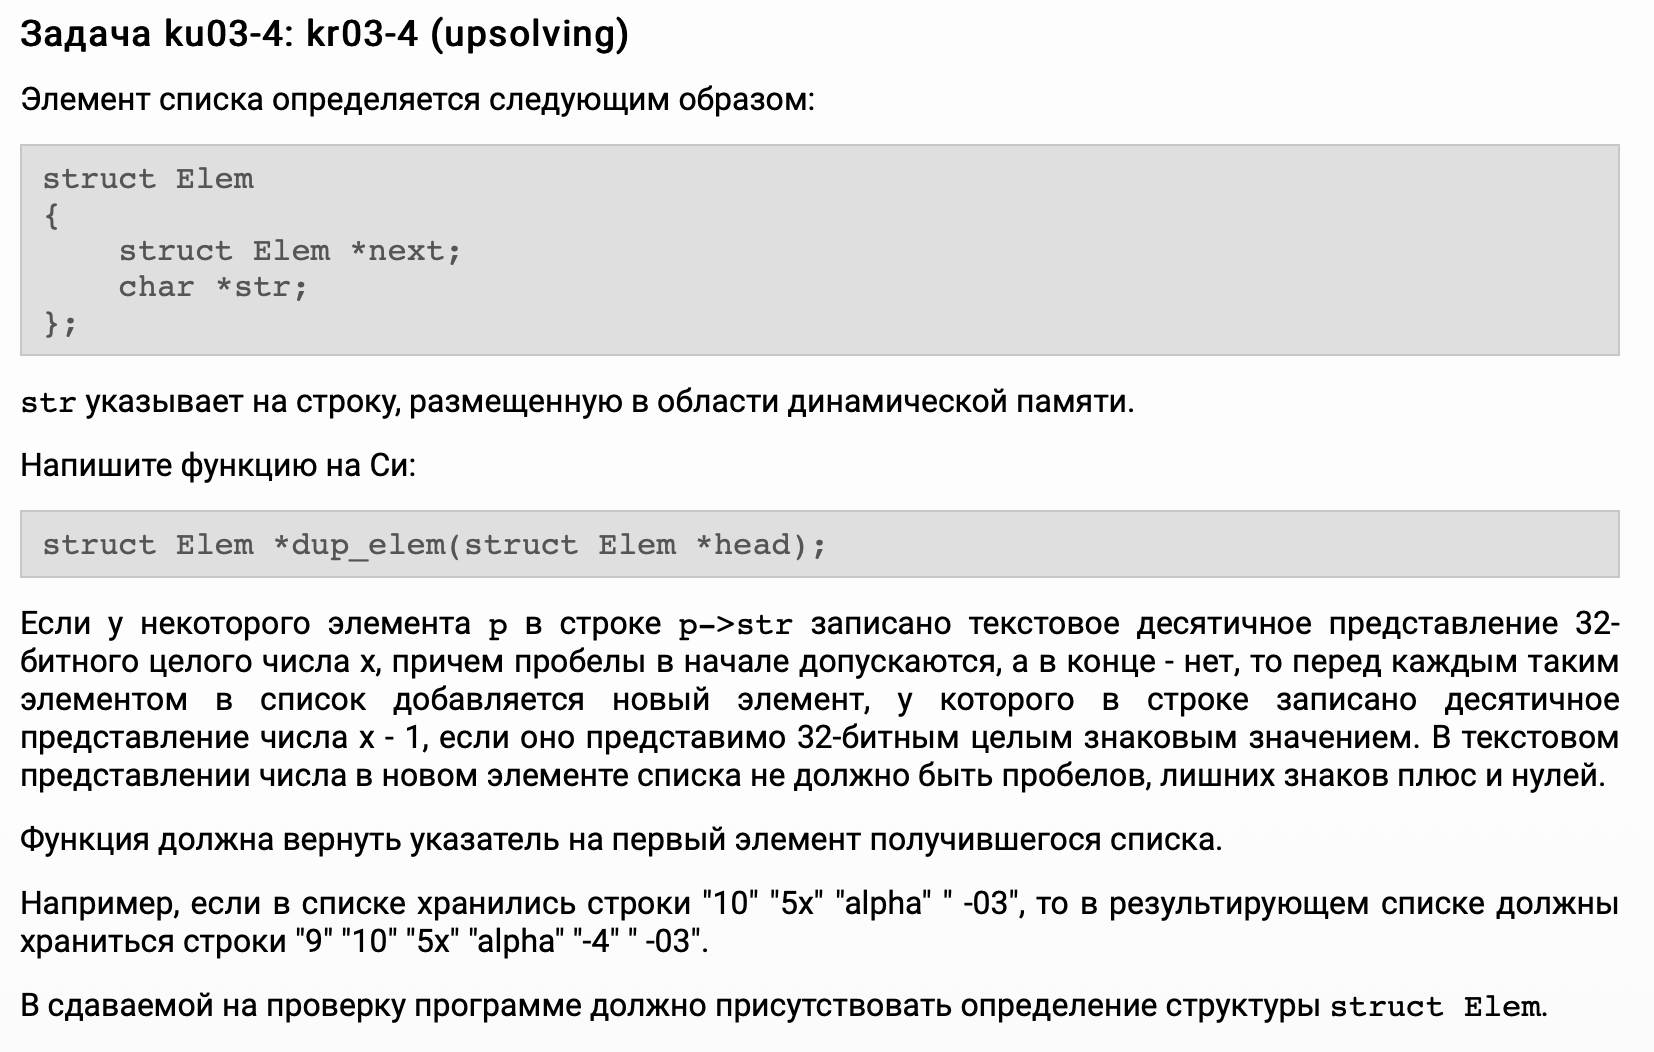 Задача ku03-4: kr03-4 (upsolving)
Элемент списка определяется следующим образом:
struct Elem
{
    struct Elem *next;
    char *str;
};
str указывает на строку, размещенную в области динамической памяти.
Напишите функцию на Си:
struct Elem *dup_elem(struct Elem *head);
Если у некоторого элемента p в строке p->str записано текстовое десятичное представление 32-
битного целого числа x, причем пробелы в начале допускаются, а в конце - нет, то перед каждым таким
элементом в список добавляется новый элемент, у которого в строке записано десятичное
представление числа x - 1, если оно представимо 32-битным целым знаковым значением. В текстовом
представлении числа в новом элементе списка не должно быть пробелов, лишних знаков плюс и нулей.
Функция должна вернуть указатель на первый элемент получившегося списка.
Например, если в списке хранились строки "10" "5x" "alpha" " -03", то в результирующем списке должны
храниться строки "9" "10" "5x" "alpha" "-4" " -03".
В сдаваемой на проверку программе должно присутствовать определение структуры struct Elem.